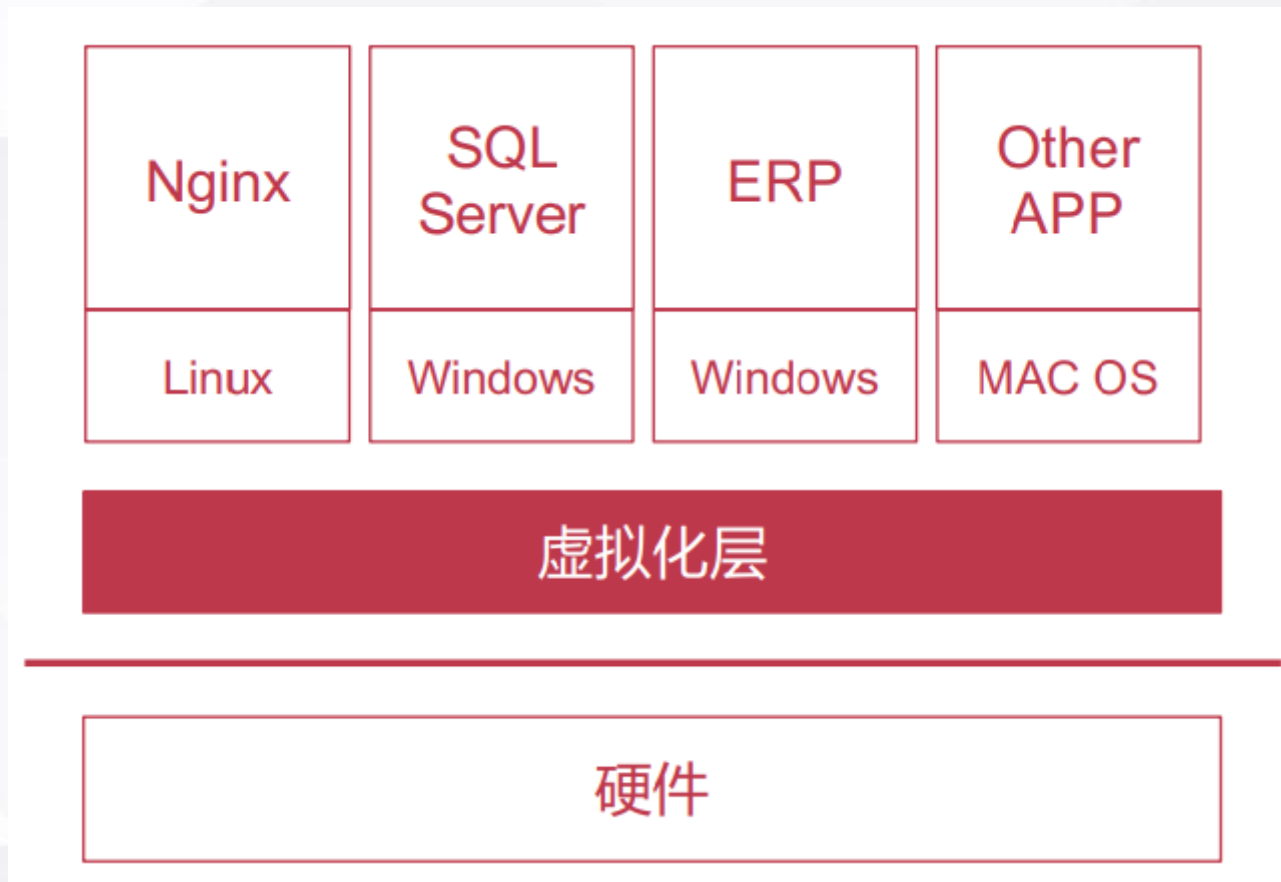 Nginx
SQL
Server
ERP
Other
APP
Linux
Windows
Windows
MAC OS
虚拟化层
硬件